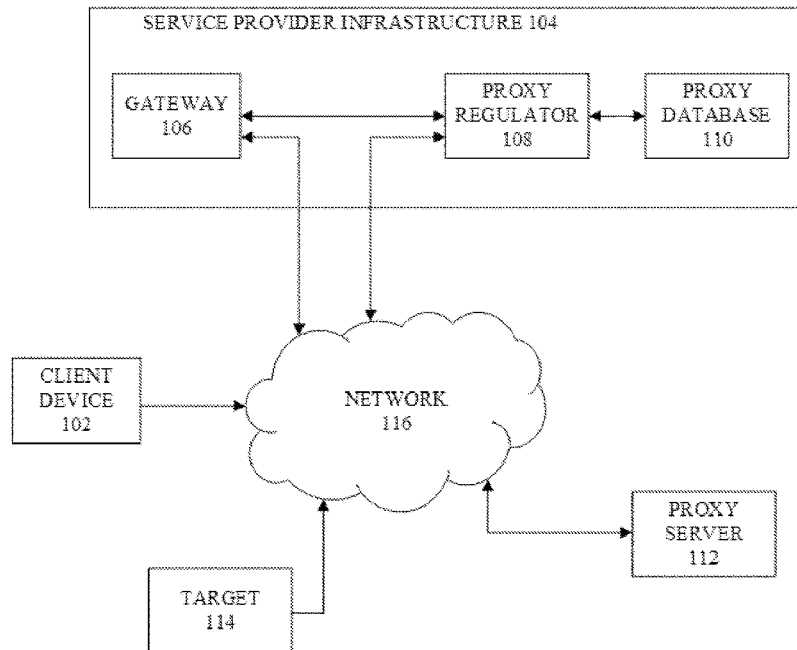 SERVICE PROVIDER INFRASTRUCTURE 104
GATEWAY
106
PROXY
REGULATOR
108
PROXY
DATABASE
110
CLIENT
DEVICE
102
NETWORK
116
PROXY
SERVER
112
TARGET
114